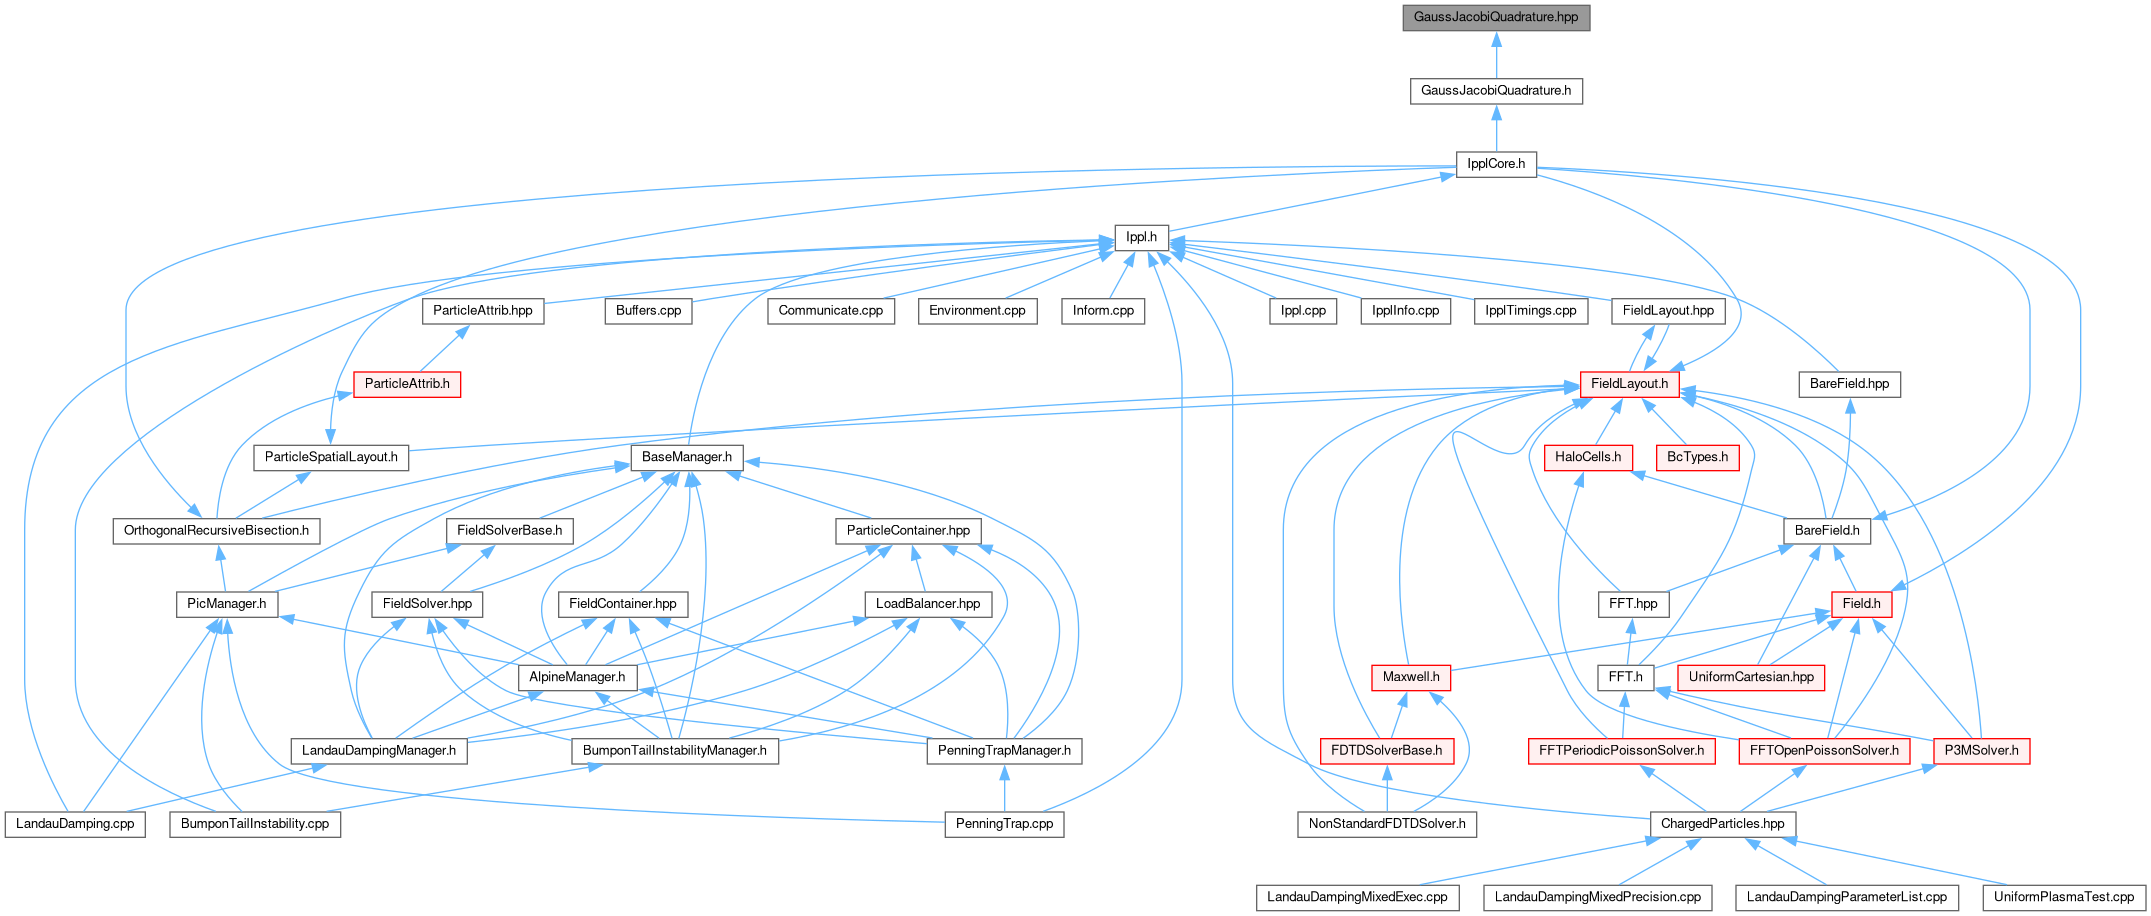 GaussJacobiQuadrature.hpp
GaussJacobiQuadrature.h
IpplCore.h
Ippl.h
ParticleAttrib.hpp
Buffers.cpp
Communicate.cpp
Environment.cpp
Inform.cpp
Ippl.cpp
IpplInfo.cpp
IpplTimings.cpp
FieldLayout.hpp
ParticleAttrib.h
FieldLayout.h
BareField.hpp
ParticleSpatialLayout.h
BaseManager.h
HaloCells.h
BcTypes.h
OrthogonalRecursiveBisection.h
FieldSolverBase.h
ParticleContainer.hpp
BareField.h
PicManager.h
FieldSolver.hpp
FieldContainer.hpp
LoadBalancer.hpp
FFT.hpp
Field.h
AlpineManager.h
Maxwell.h
FFT.h
UniformCartesian.hpp
LandauDampingManager.h
BumponTailInstabilityManager.h
PenningTrapManager.h
FDTDSolverBase.h
FFTPeriodicPoissonSolver.h
FFTOpenPoissonSolver.h
P3MSolver.h
LandauDamping.cpp
BumponTailInstability.cpp
PenningTrap.cpp
NonStandardFDTDSolver.h
ChargedParticles.hpp
LandauDampingMixedExec.cpp
LandauDampingMixedPrecision.cpp
LandauDampingParameterList.cpp
UniformPlasmaTest.cpp